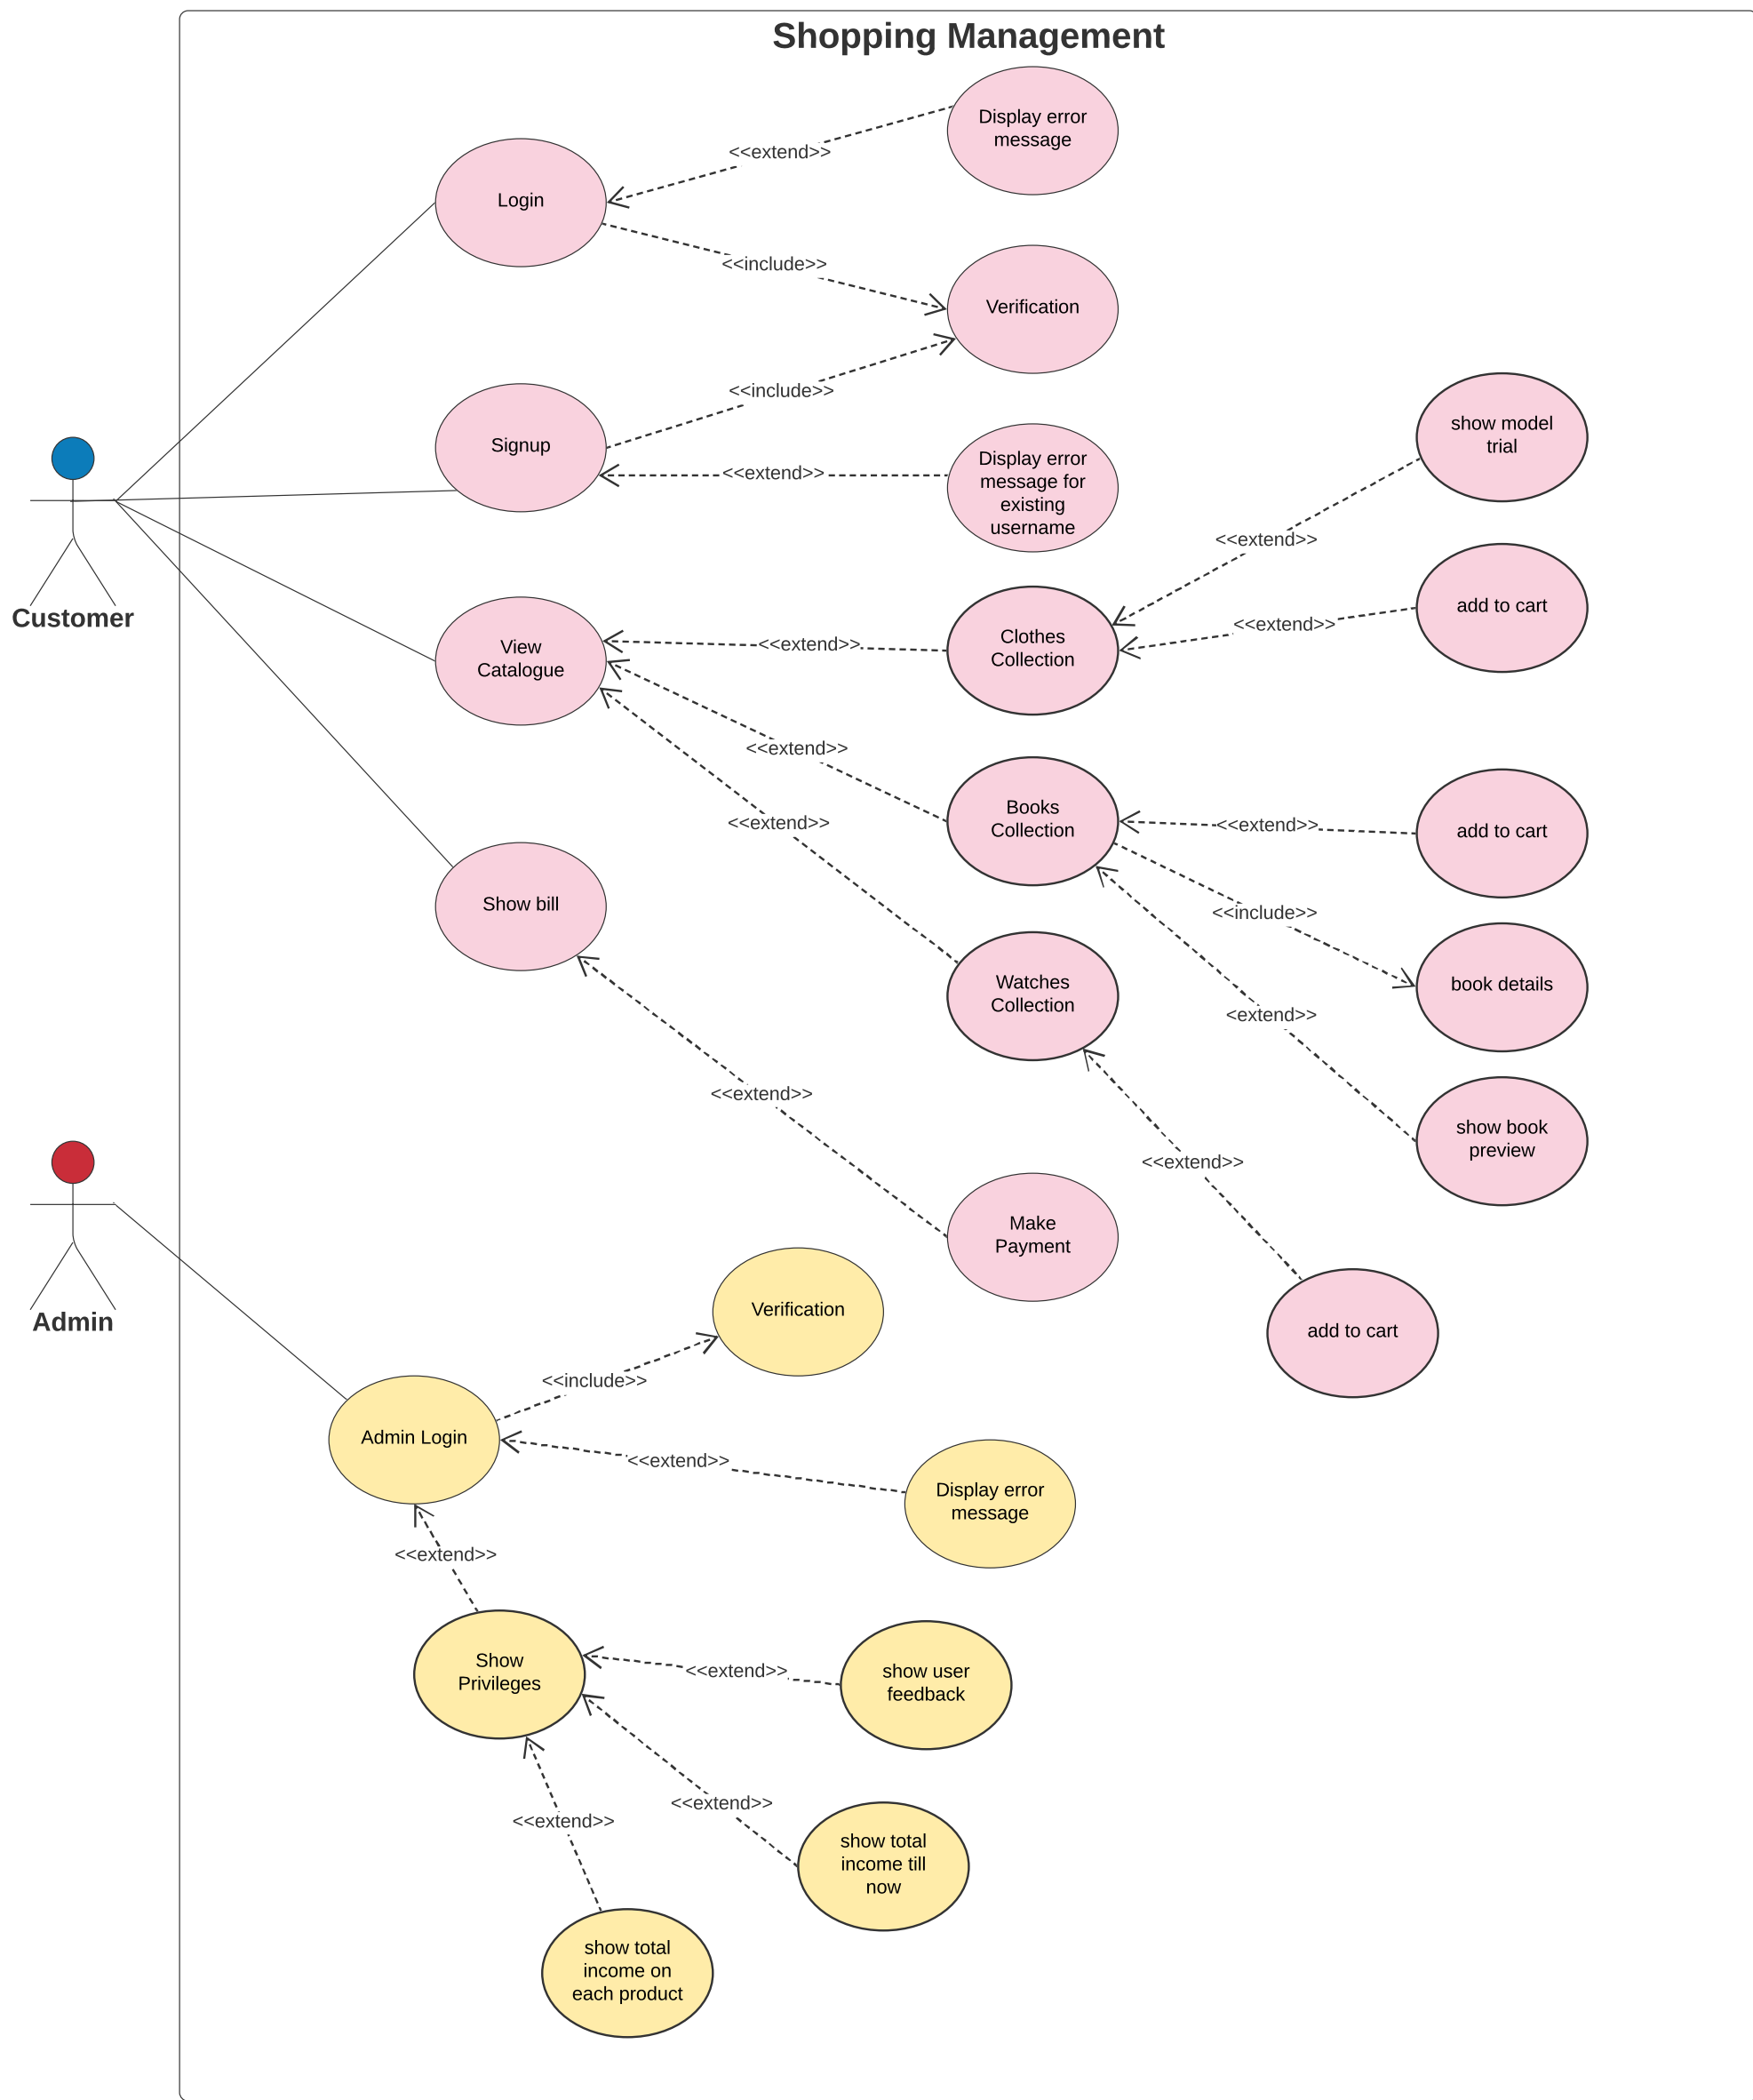 Shopping Management
Display error
message
<<extend>>
Login
<<include>>
Verification
<<include>>
Signup
<<extend>>
Display error
message for
existing
username
show model
trial
<<extend>>
add to cart
<<extend>>
Customer
View
Catalogue
<<extend>>
Clothes
Collection
<<extend>>
<<extend>>
Books
Collection
<<extend>>
add to cart
Show bill
<<include>>
book details
Watches
Collection
<extend>>
<<extend>>
show book
preview
<<extend>>
Make
Payment
add to cart
Admin
Verification
<<include>>
Admin Login
<<extend>>
Display error
message
<<extend>>
Show
Privileges
<<extend>>
show user
feedback
<<extend>>
<<extend>>
show total
income till
now
show total
income on
each product